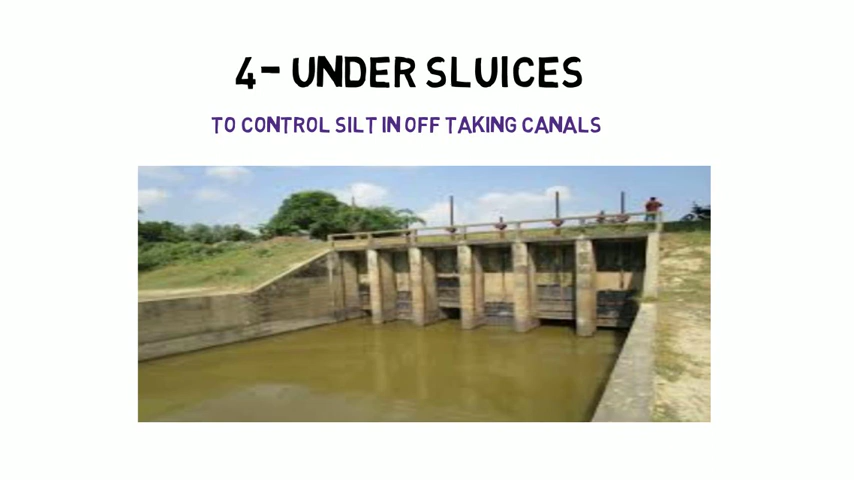 4- UNDER SLUICES
TO CONTROL SILT IN OFF TAKING CANALS